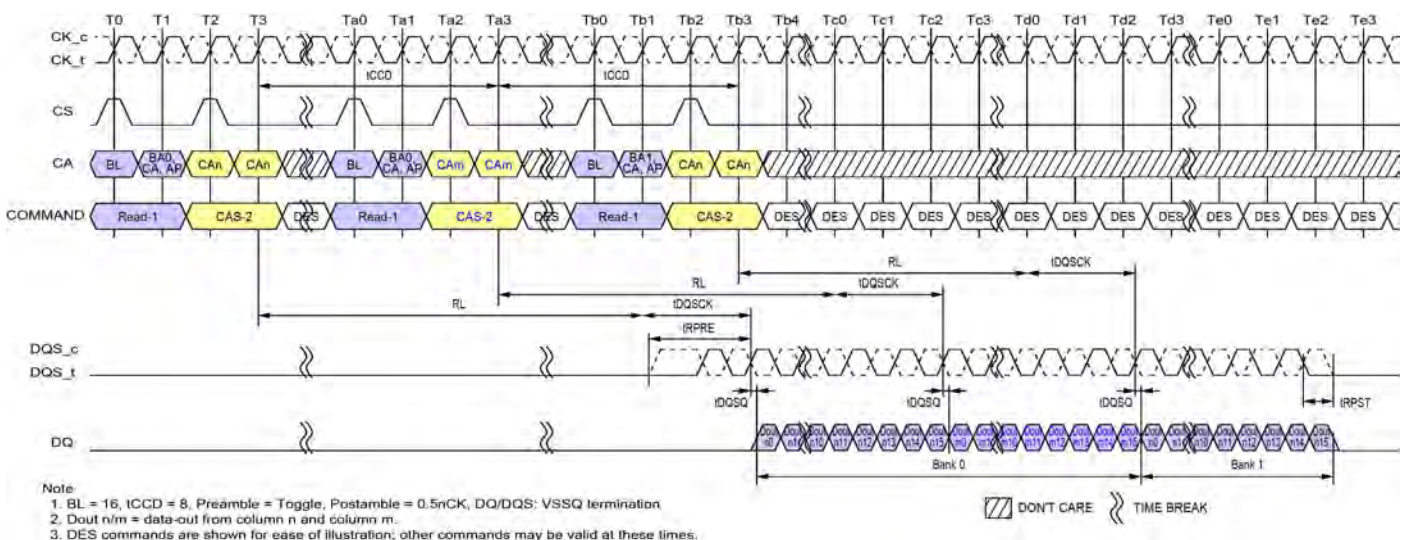 T0 T1 T2 T3 Ta0 Ta1 Ta2 Ta3 Tb0 Tb1 Tb2 Tb3 Tb4 Tc0 Tc1 Tc2 Tc3 Td0 Td1 Td2 Td3 Te0 Te1 Te2 Te3
CK_c
CK_t
tCCD tCCD
CS
CA BL BA0, CA, AP CAn CAn BL BA0, CA, AP CAm CAm BL BA1, CA, AP CAn CAn
COMMAND Read-1 CAS-2 DES Read-1 CAS-2 DES Read-1 CAS-2 DES DES DES DES DES DES DES DES DES DES DES DES DES
RL tDQSCK
RL tDQSCK
RL tDQSCK
tRPRE
DQS_c
DQS_t
tDQSQ tDQSQ tDQSQ tRPST
DQ
Bank 0 Bank 1
Note
1. BL = 16, tCCD = 8, Preamble = Toggle, Postamble = 0.5nCK, DQ/DQS: VSSQ termination
2. Dout n/m = data-out from column n and column m.
3. DES commands are shown for ease of illustration; other commands may be valid at these times.
DON'T CARE TIME BREAK